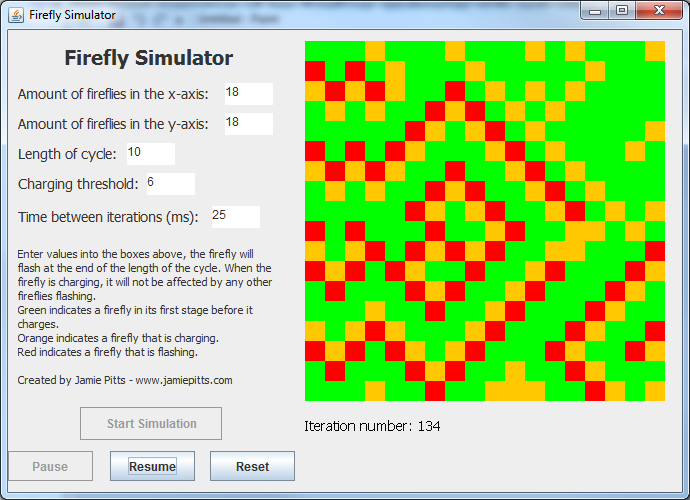 Firefly Simulator
Firefly Simulator
Amount of fireflies in the x-axis: 18
Amount of fireflies in the y-axis: 18
Length of cycle: 10
Charging threshold: 6
Time between iterations (ms): 25
Enter values into the boxes above, the firefly will
flash at the end of the length of the cycle. When the
firefly is charging, it will not be affected by any other
fireflies flashing.
Green indicates a firefly in its first stage before it
charges.
Orange indicates a firefly that is charging.
Red indicates a firefly that is flashing.
Created by Jamie Pitts - www.jamiepitts.com
Start Simulation
Pause Resume Reset
Iteration number: 134